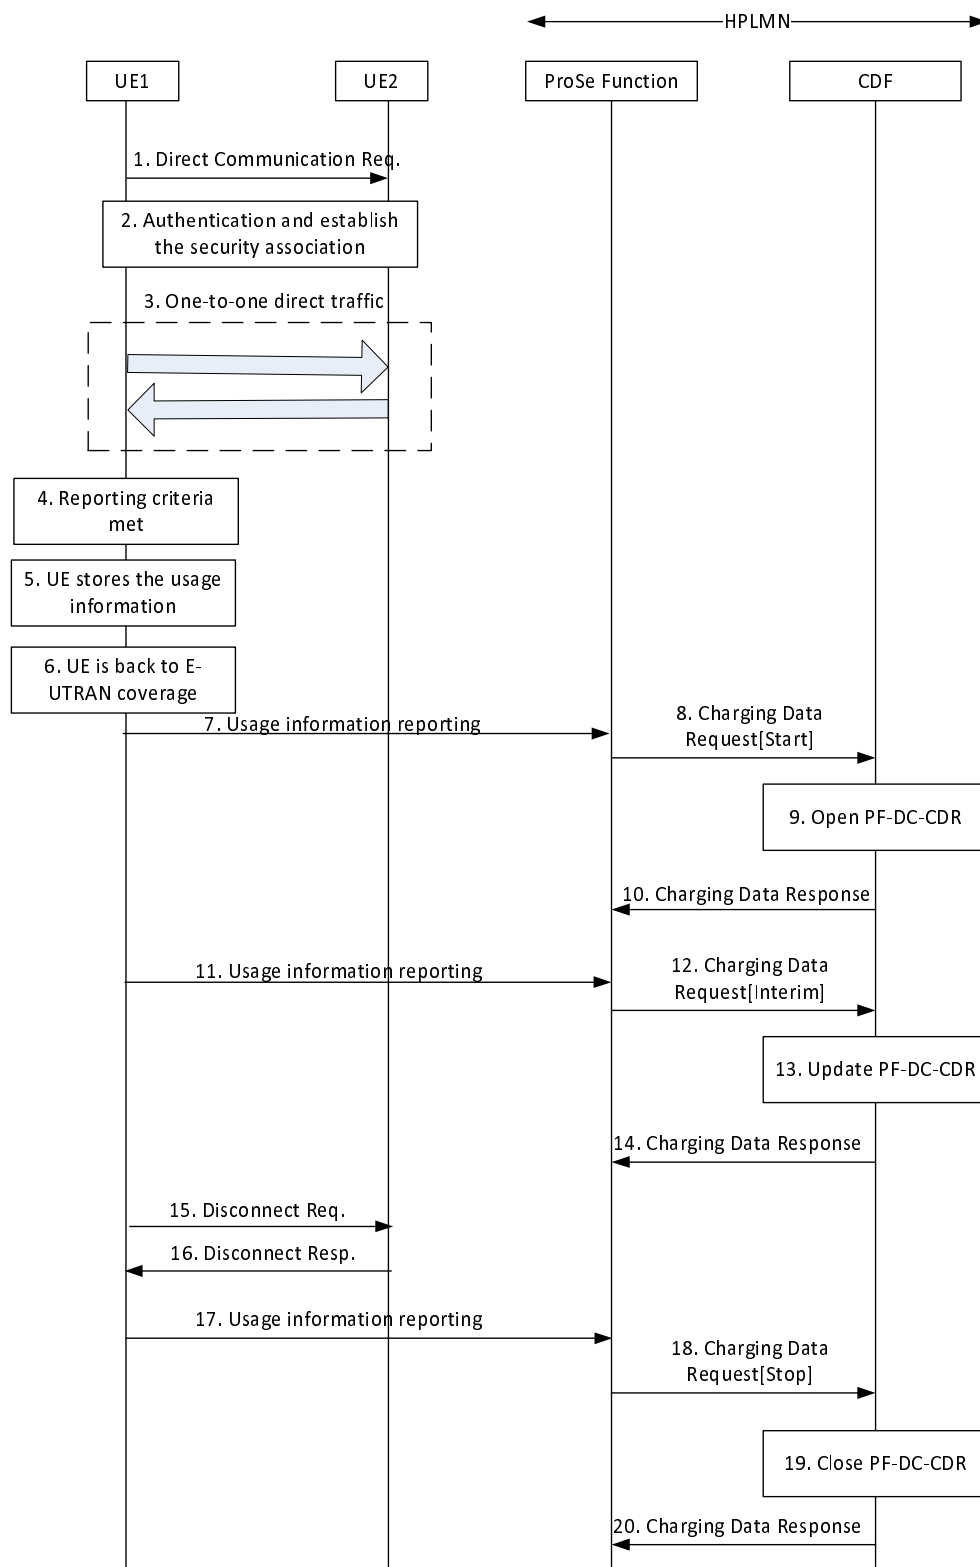 HPLMN
UE1
UE2
ProSe Function
CDF
1. Direct Communication Req.
2. Authentication and establish
the security association
3. One-to-one direct traffic
4. Reporting criteria
met
5. UE stores the usage
information
6. UE is back to E-
UTRAN coverage
7. Usage information reporting
8. Charging Data
Request[Start]
9. Open PF-DC-CDR
10. Charging Data Response
11. Usage information reporting
12. Charging Data
Request[Interim]
13. Update PF-DC-CDR
14. Charging Data Response
15. Disconnect Req.
16. Disconnect Resp.
17. Usage information reporting
18. Charging Data
Request[Stop]
19. Close PF-DC-CDR
20. Charging Data Response